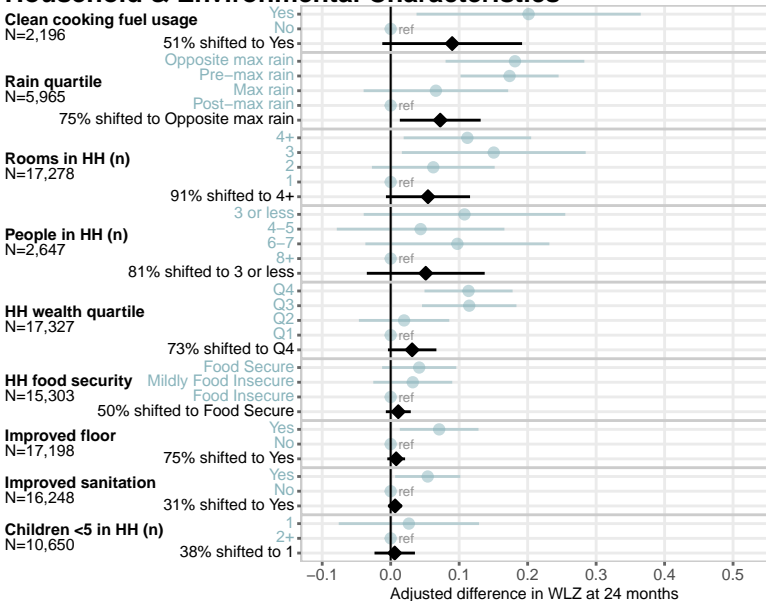 Household & Environmental Characteristics
Clean cooking fuel usage
N=2,196
Yes
No
ref
51% shifted to Yes
Rain quartile
N=5,965
Opposite max rain
Pre−max rain
Max rain
Post−max rain
ref
75% shifted to Opposite max rain
Rooms in HH (n)
N=17,278
4+
3
2
1
ref
91% shifted to 4+
People in HH (n)
N=2,647
3 or less
4−5
6−7
8+
ref
81% shifted to 3 or less
HH wealth quartile
N=17,327
Q4
Q3
Q2
Q1
ref
73% shifted to Q4
HH food security
N=15,303
Food Secure
Mildly Food Insecure
Food Insecure
ref
50% shifted to Food Secure
Improved floor
N=17,198
Yes
No
ref
75% shifted to Yes
Improved sanitation
N=16,248
Yes
No
ref
31% shifted to Yes
Children <5 in HH (n)
N=10,650
1
2+
ref
38% shifted to 1
−0.1 0.0 0.1 0.2 0.3 0.4 0.5
Adjusted difference in WLZ at 24 months